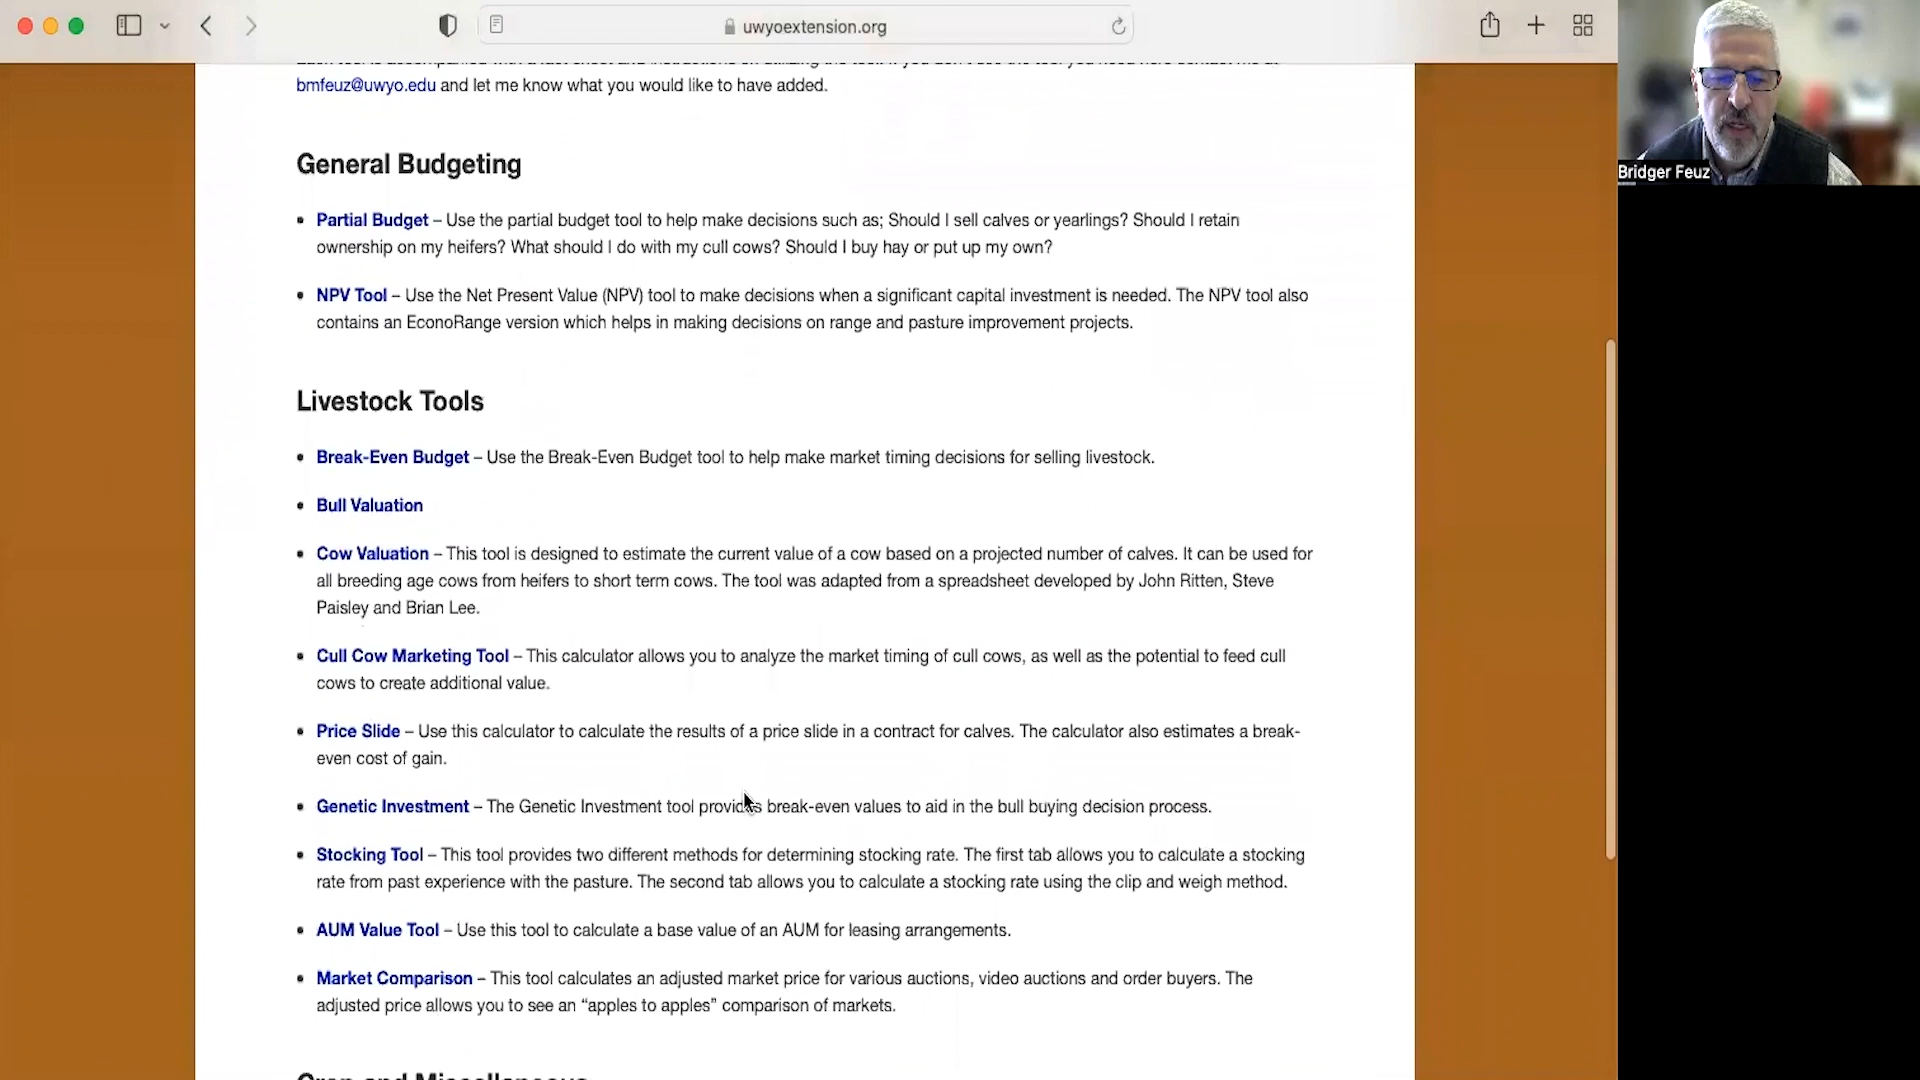 uwyoextension.org
bmfeuz@uwyo.edu and let me know what you would like to have added.
General Budgeting
Partial Budget – Use the partial budget tool to help make decisions such as; Should I sell calves or yearlings? Should I retain
ownership on my heifers? What should I do with my cull cows? Should I buy hay or put up my own?
NPV Tool – Use the Net Present Value (NPV) tool to make decisions when a significant capital investment is needed. The NPV tool also
contains an EconoRange version which helps in making decisions on range and pasture improvement projects.
Livestock Tools
Break-Even Budget – Use the Break-Even Budget tool to help make market timing decisions for selling livestock.
Bull Valuation
Cow Valuation – This tool is designed to estimate the current value of a cow based on a projected number of calves. It can be used for
all breeding age cows from heifers to short term cows. The tool was adapted from a spreadsheet developed by John Ritten, Steve
Paisley and Brian Lee.
Cull Cow Marketing Tool – This calculator allows you to analyze the market timing of cull cows, as well as the potential to feed cull
cows to create additional value.
Price Slide – Use this calculator to calculate the results of a price slide in a contract for calves. The calculator also estimates a break-
even cost of gain.
Genetic Investment – The Genetic Investment tool provides break-even values to aid in the bull buying decision process.
Stocking Tool – This tool provides two different methods for determining stocking rate. The first tab allows you to calculate a stocking
rate from past experience with the pasture. The second tab allows you to calculate a stocking rate using the clip and weigh method.
AUM Value Tool – Use this tool to calculate a base value of an AUM for leasing arrangements.
Market Comparison – This tool calculates an adjusted market price for various auctions, video auctions and order buyers. The
adjusted price allows you to see an “apples to apples” comparison of markets.
Bridger Feuz